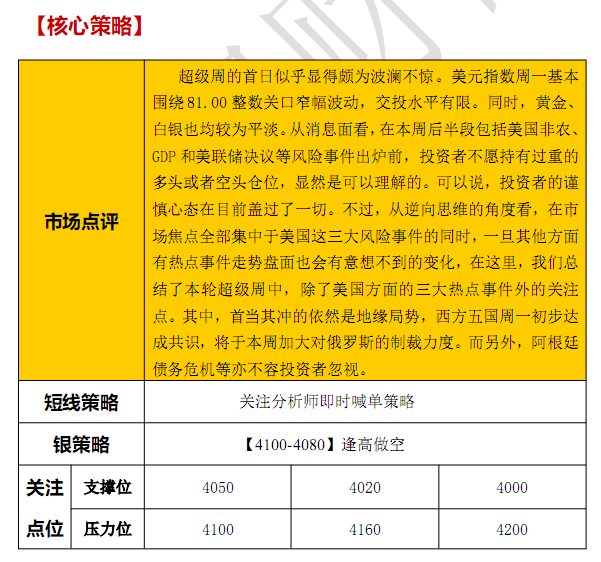 【核心策略】
超级周的首日似乎显得颇为波澜不惊。美元指数周一基本
围绕 81.00 整数关口窄幅波动，交投水平有限。同时，黄金、
白银也均较为平淡。从消息面看，在本周后半段包括美国非农、
GDP 和美联储决议等风险事件出炉前，投资者不愿持有过重的
多头或者空头仓位，显然是可以理解的。可以说，投资者的谨
慎心态在目前盖过了一切。不过，从逆向思维的角度看，在市
场焦点全部集中于美国这三大风险事件的同时，一旦其他方面
有热点事件走势盘面也会有意想不到的变化，在这里，我们总
结了本轮超级周中，除了美国方面的三大热点事件外的关注
点。其中，首当其冲的依然是地缘局势，西方五国周一初步达
成共识，将于本周加大对俄罗斯的制裁力度。而另外，阿根廷
债务危机等亦不容投资者忽视。
市场点评
短线策略 关注分析师即时喊单策略
银策略 【4100-4080】逢高做空
关注 支撑位 4050 4020 4000
点位 压力位 4100 4160 4200